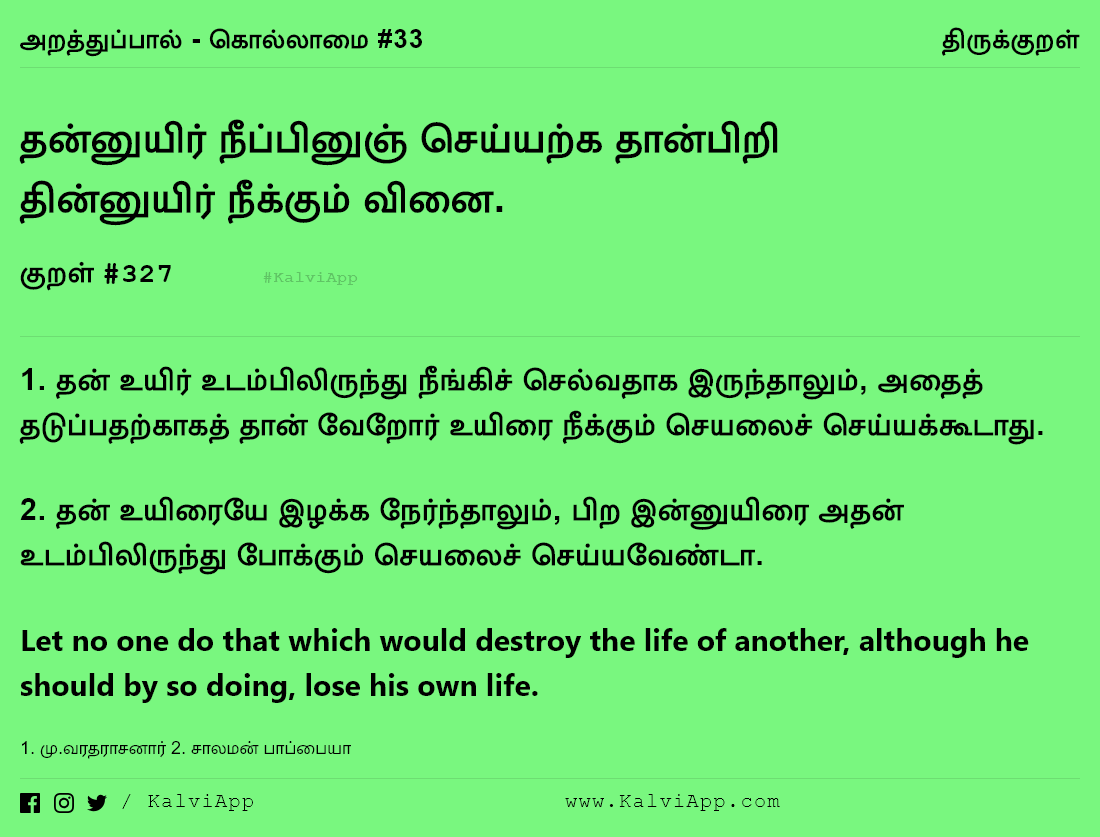 அறத்துப்பால் - கொல்லாமை #33
திருக்குறள்
தன்னுயிர் நீப்பினுஞ் செய்யற்க தான்பிறி
தின்னுயிர் நீக்கும் வினை.
குறள் #327
#KalviApp
1. தன் உயிர் உடம்பிலிருந்து நீங்கிச் செல்வதாக இருந்தாலும், அதைத்
தடுப்பதற்காகத் தான் வேறோர் உயிரை நீக்கும் செயலைச் செய்யக்கூடாது.
2. தன் உயிரையே இழக்க நேர்ந்தாலும், பிற இன்னுயிரை அதன்
உடம்பிலிருந்து போக்கும் செயலைச் செய்யவேண்டா.
Let no one do that which would destroy the life of another, although he
should by so doing, lose his own life.
1. மு.வரதராசனார் 2. சாலமன் பாப்பையா
/ KalviApp
www.KalviApp.com